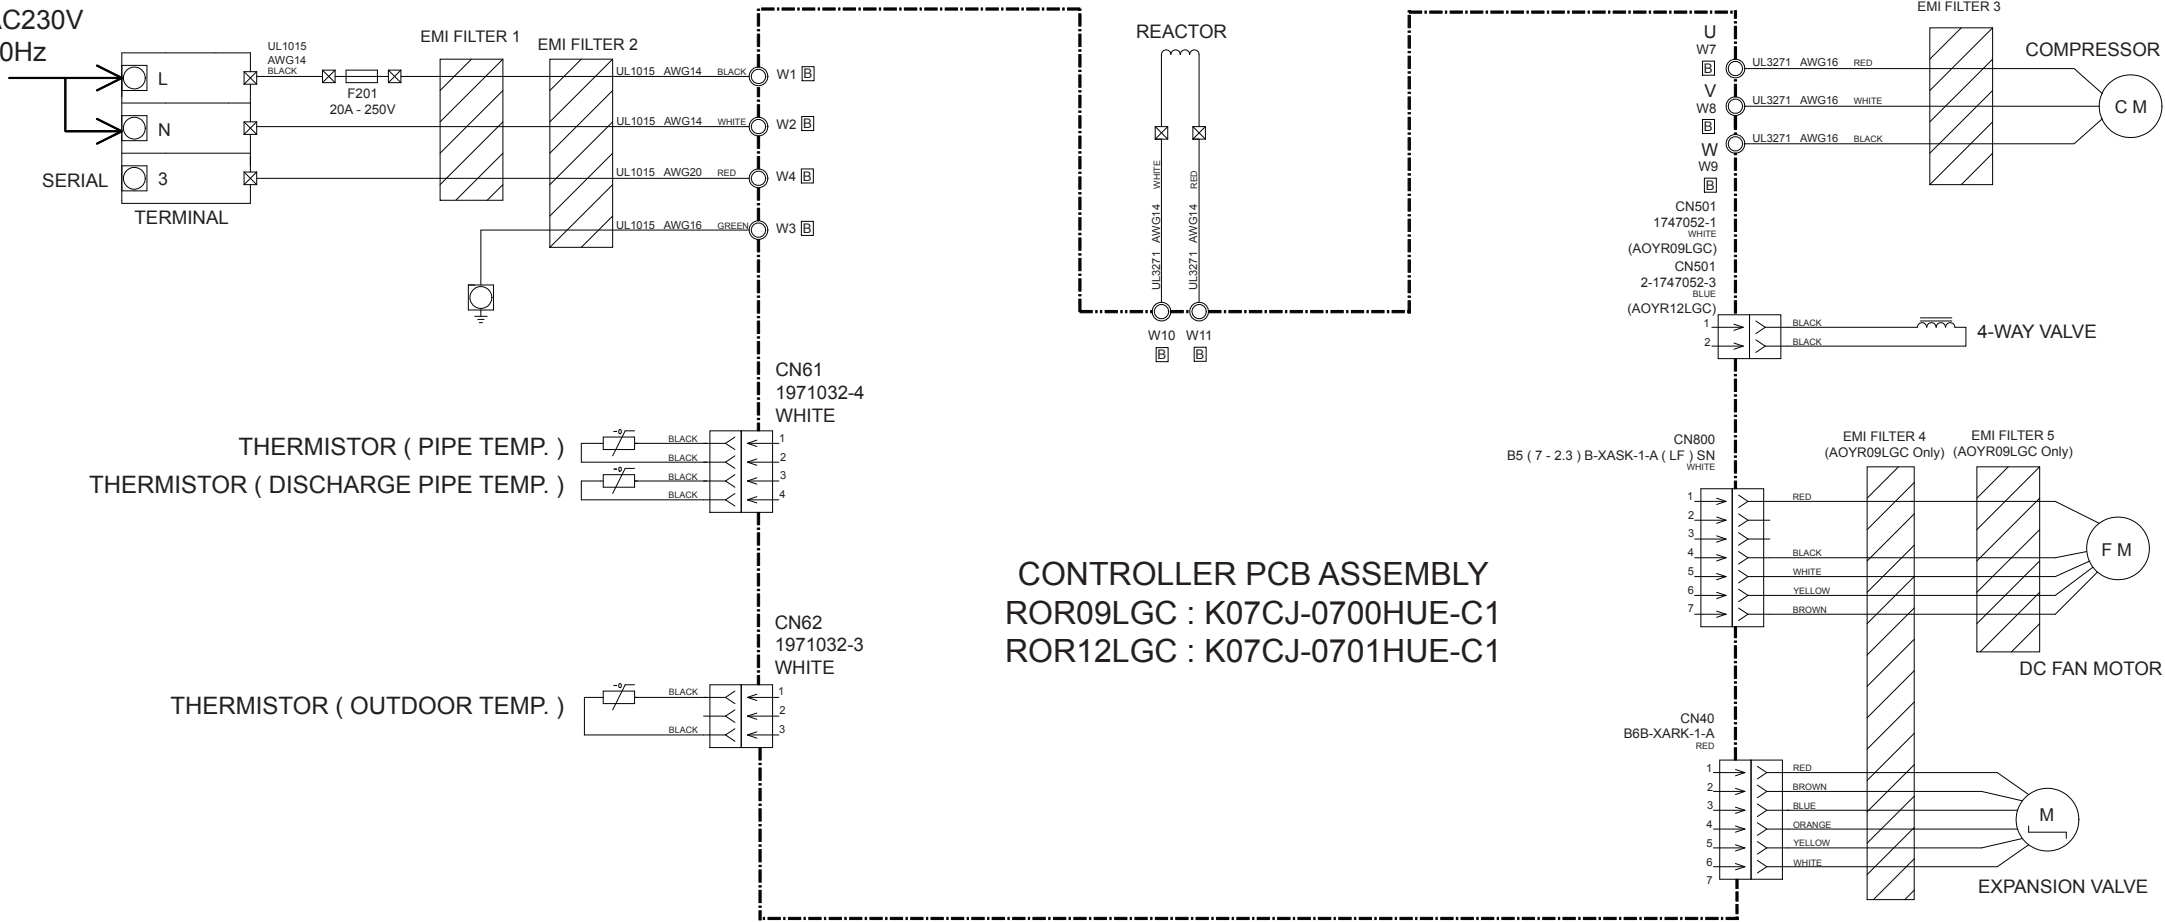 AC230V
0Hz
L
N
SERIAL
3
TERMINAL
UL1015
AWG14
BLACK
F201
20A - 250V
EMI FILTER 1
EMI FILTER 2
UL1015 AWG14 BLACK
W1 B
UL1015 AWG14 WHITE
W2 B
UL1015 AWG20 RED
W4 B
UL1015 AWG16 GREEN
W3 B
REACTOR
UL3271 AWG14 WHITE
UL3271 AWG14 RED
W10 W11
B B
U
W7
B
V
W8
B
W
W9
B
UL3271 AWG16 RED
UL3271 AWG16 WHITE
UL3271 AWG16 BLACK
EMI FILTER 3
COMPRESSOR
C M
CN501
1747052-1
WHITE
(AOYR09LGC)
CN501
2-1747052-3
BLUE
(AOYR12LGC)
1
2
BLACK
BLACK
4-WAY VALVE
CN61
1971032-4
WHITE
THERMISTOR ( PIPE TEMP. )
THERMISTOR ( DISCHARGE PIPE TEMP. )
-θ
-θ
BLACK
BLACK
BLACK
BLACK
1
2
3
4
CN62
1971032-3
WHITE
THERMISTOR ( OUTDOOR TEMP. )
-θ
BLACK
BLACK
1
2
3
CONTROLLER PCB ASSEMBLY
ROR09LGC : K07CJ-0700HUE-C1
ROR12LGC : K07CJ-0701HUE-C1
CN800
B5 ( 7 - 2.3 ) B-XASK-1-A ( LF ) SN
WHITE
1
2
3
4
5
6
7
RED
BLACK
WHITE
YELLOW
BROWN
EMI FILTER 4
(AOYR09LGC Only)
EMI FILTER 5
(AOYR09LGC Only)
F M
DC FAN MOTOR
CN40
B6B-XARK-1-A
RED
1
2
3
4
5
6
7
RED
BROWN
BLUE
ORANGE
YELLOW
WHITE
M
EXPANSION VALVE